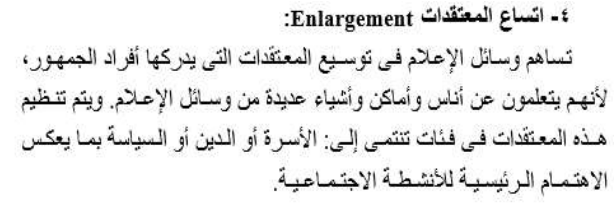 ٤- اتساع المعتقدات Enlargement:
تساهم وسائل الإعلام فى توسيع المعتقدات التى يدركها أفراد الجمهور،
لأنهم يتعلمون عن أناس وأماكن وأشياء عديدة من وسائل الإعلام. ويتم تنظيم
هذه المعتقدات فى فئات تنتمى إلى: الأسرة أو الدين أو السياسة بما يعكس
الاهتمام الرئيسية للأنشطة الاجتماعية.